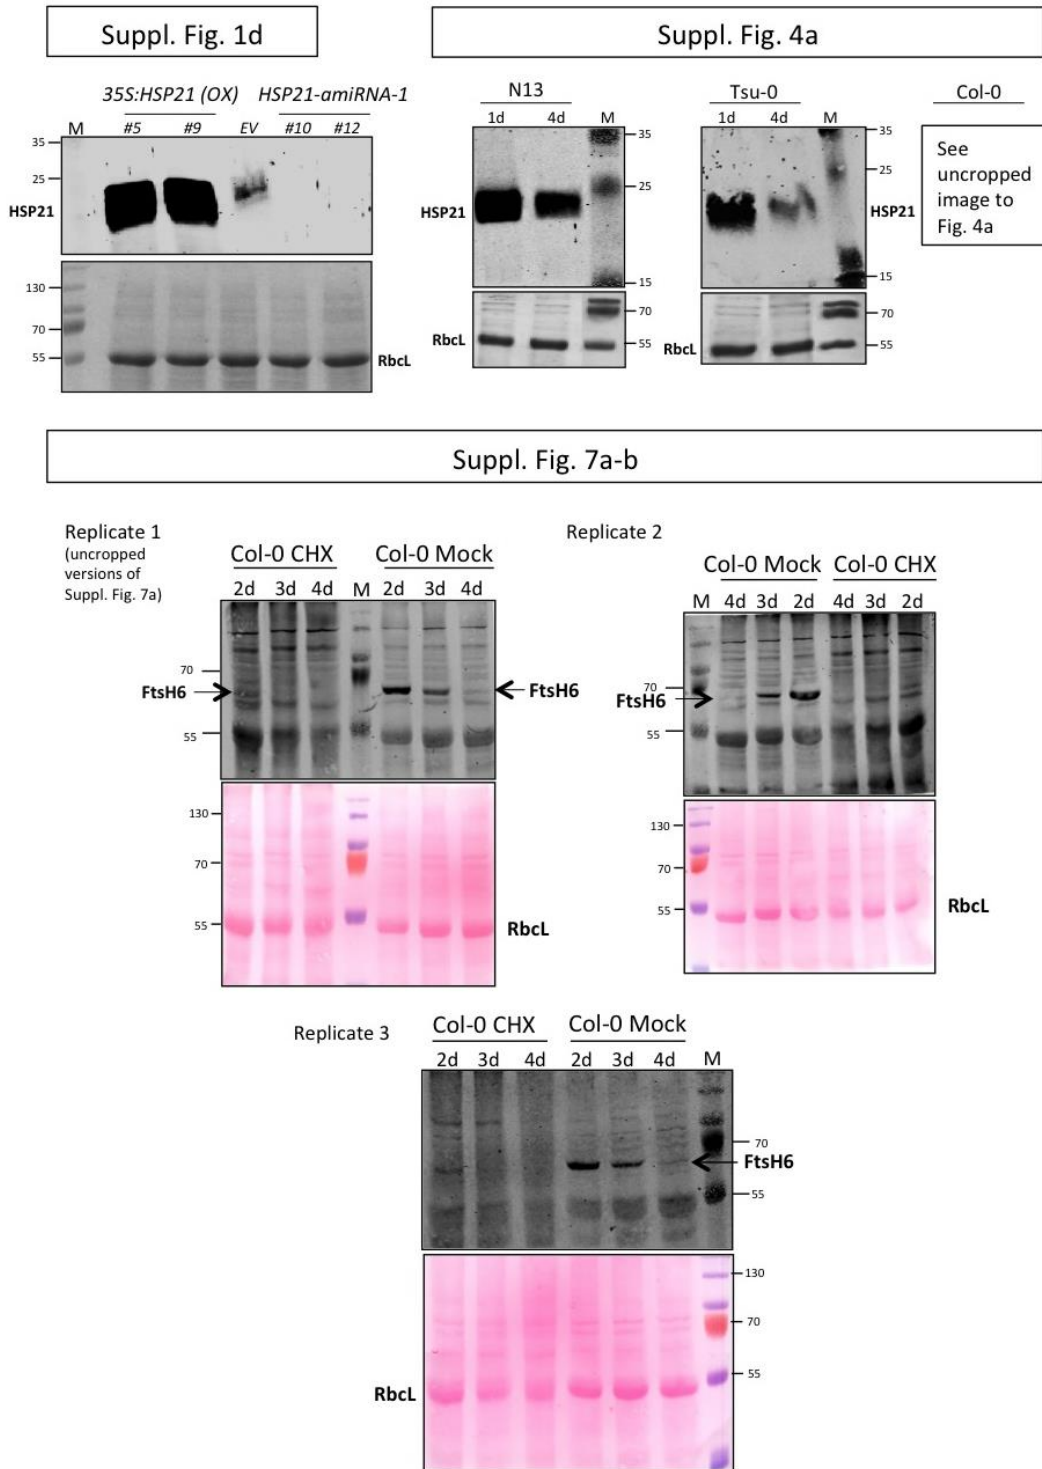 Suppl. Fig. 1d
Suppl. Fig. 4a
35S:HSP21 (OX) HSP21-amiRNA-1
M #5 #9 EV #10 #12
35
25
HSP21
130
70
55
RbcL
N13
1d 4d M
35
25
HSP21
15
70
RbcL
55
Tsu-0
1d 4d M
35
25
HSP21
15
70
RbcL
55
Col-0
See
uncropped
image to
Fig. 4a
Suppl. Fig. 7a-b
Replicate 1
(uncropped
versions of
Suppl. Fig. 7a)
Col-0 CHX Col-0 Mock
2d 3d 4d M 2d 3d 4d
70
FtsH6 FtsH6
55
130
70
55
RbcL
Replicate 2
Col-0 Mock Col-0 CHX
M 4d 3d 2d 4d 3d 2d
70
FtsH6
55
130
70
55
RbcL
Replicate 3
Col-0 CHX Col-0 Mock
2d 3d 4d 2d 3d 4d M
70
FtsH6
55
130
70
55
RbcL